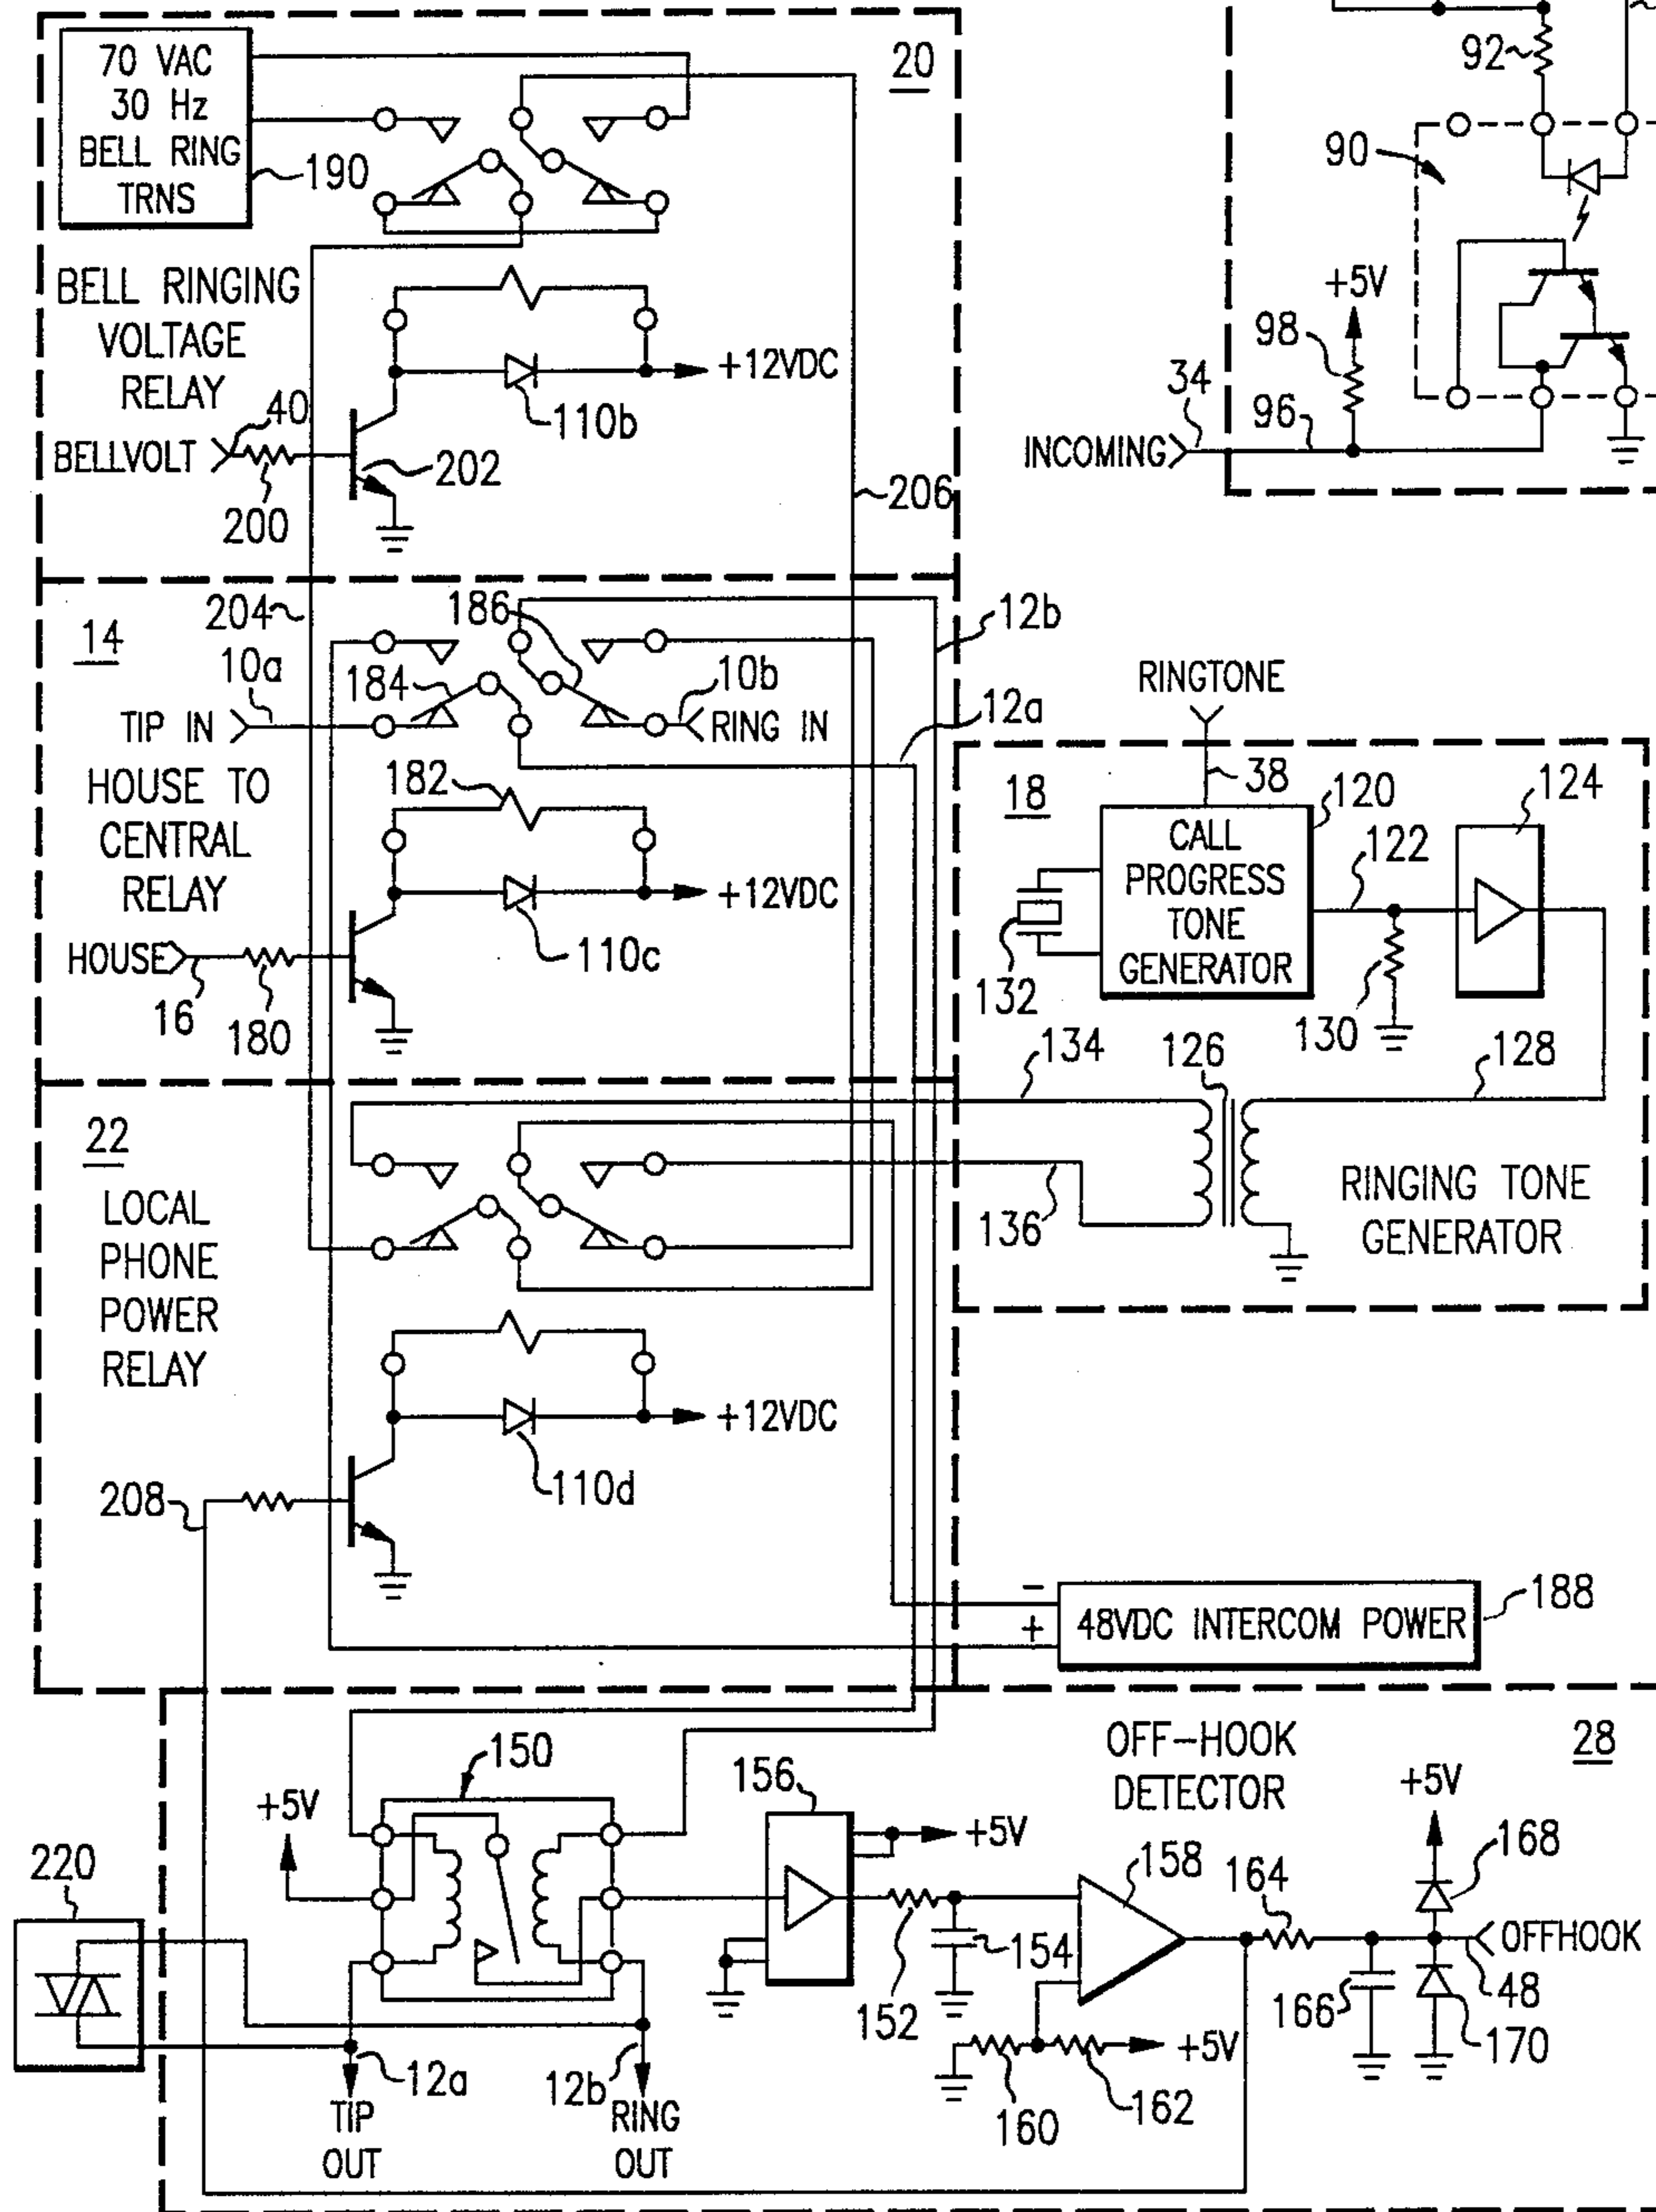 70 VAC
30 Hz
BELL RING
TRNS
190
20
92
90
BELL RINGING
VOLTAGE
RELAY
+12VDC
110b
40
BELLVOLT
202
200
206
+5V
98
34
96
INCOMING
204
186
12b
14
10a
184
10b
TIP IN
RING IN
12a
RINGTONE
38
HOUSE TO
CENTRAL
RELAY
182
+12VDC
110c
HOUSE
16
180
18
120
124
CALL
PROGRESS
TONE
GENERATOR
122
132
130
134
126
128
22
LOCAL
PHONE
POWER
RELAY
136
RINGING TONE
GENERATOR
+12VDC
110d
208
-
+
48VDC INTERCOM POWER
188
OFF-HOOK
DETECTOR
28
150
+5V
156
+5V
+5V
168
220
158
164
OFFHOOK
154
152
166
48
170
+5V
160
162
12a
12b
TIP
OUT
RING
OUT